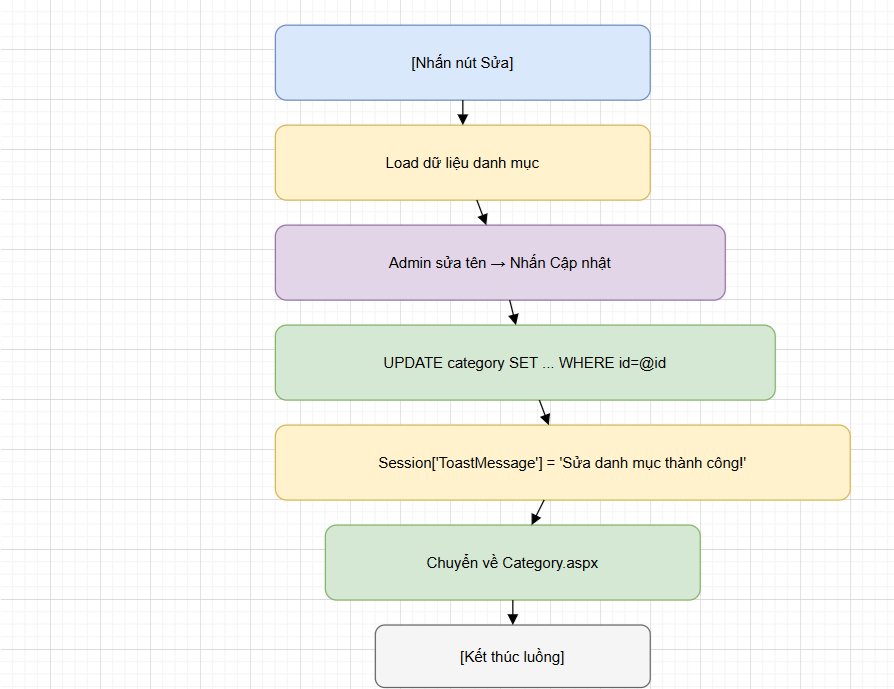 [Nhấn nút Sửa]
Load dữ liệu danh mục
Admin sửa tên → Nhấn Cập nhật
UPDATE category SET ... WHERE id=@id
Session['ToastMessage'] = 'Sửa danh mục thành công!'
Chuyển về Category.aspx
[Kết thúc luồng]